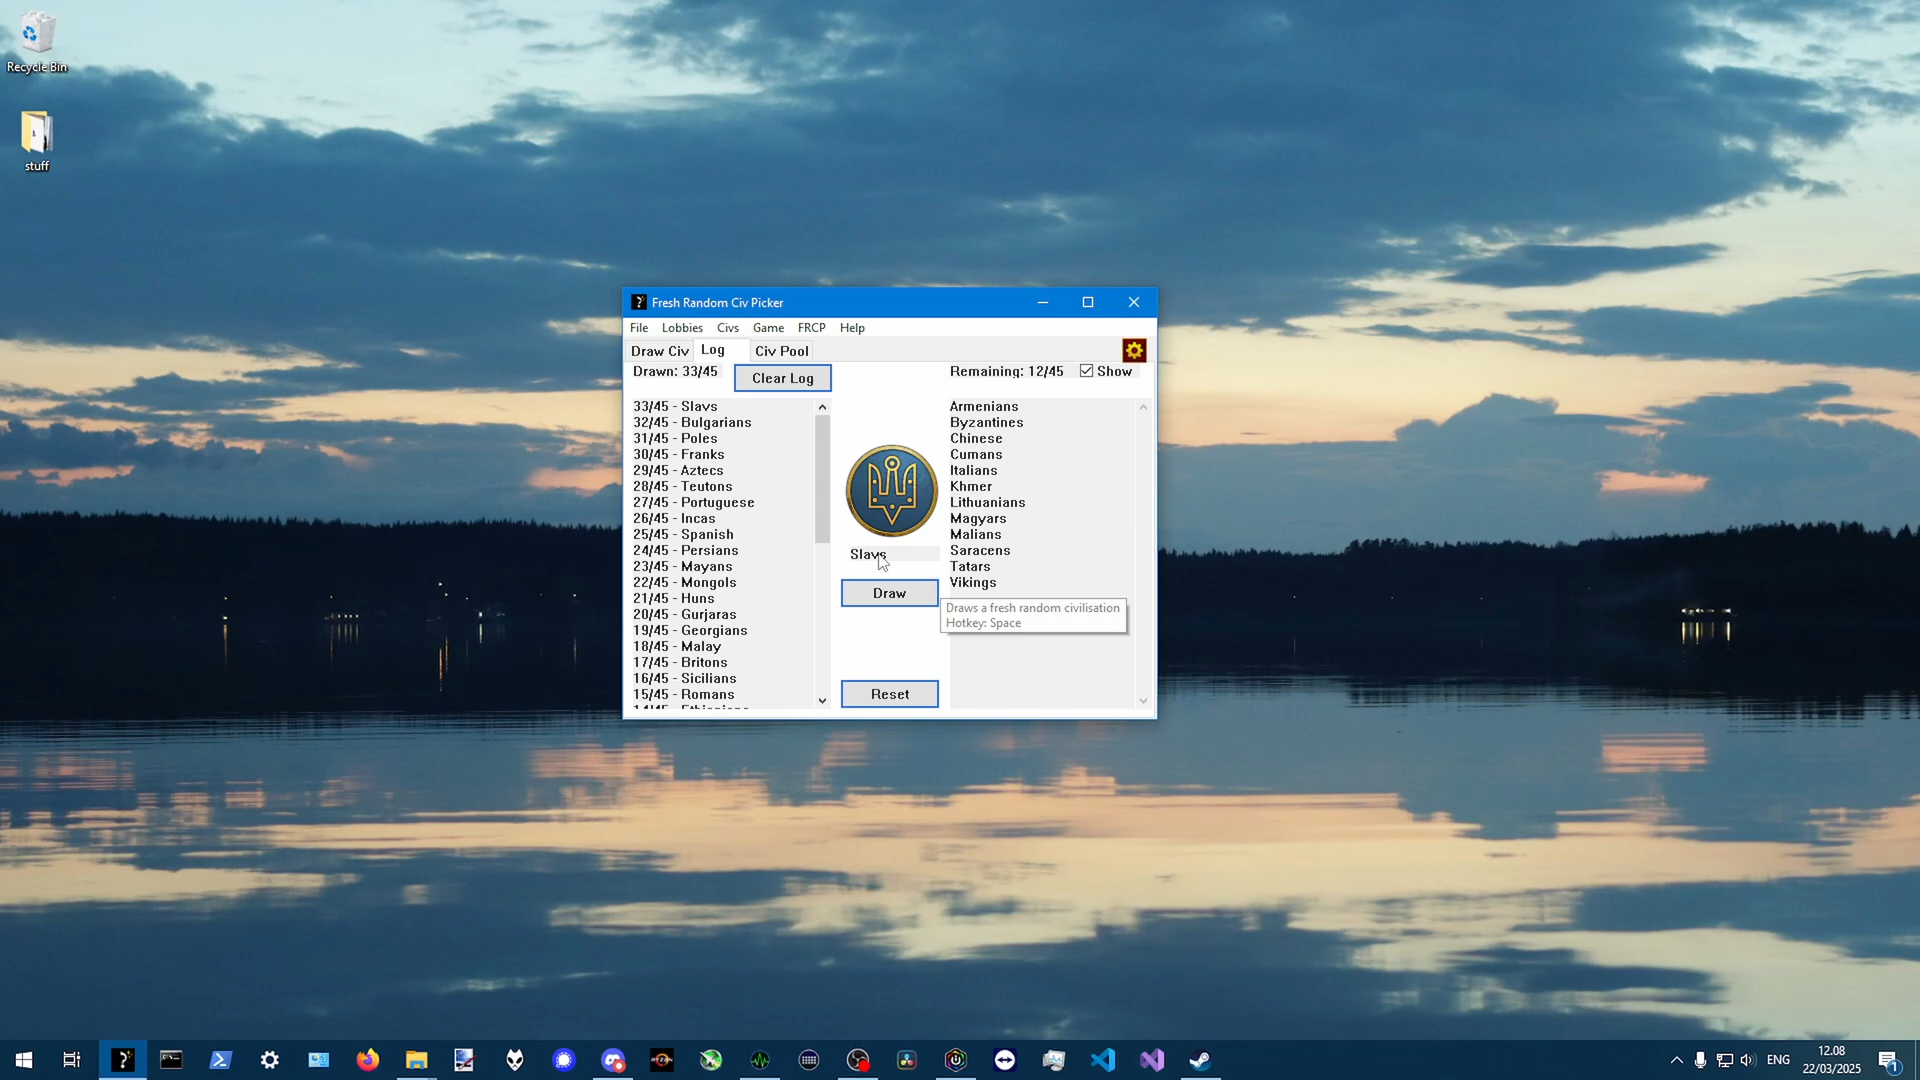 Recycle Bin
stuff
Fresh Random Civ Picker
File Lobbies Civs Game FRCP Help
Draw Civ Log Civ Pool
Drawn: 33/45 Clear Log Remaining: 12/45 Show
33/45 - Slavs
32/45 - Bulgarians
31/45 - Poles
30/45 - Franks
29/45 - Aztecs
28/45 - Teutons
27/45 - Portuguese
26/45 - Incas
25/45 - Spanish
24/45 - Persians
23/45 - Mayans
22/45 - Mongols
21/45 - Huns
20/45 - Gurjaras
19/45 - Georgians
18/45 - Malay
17/45 - Britons
16/45 - Sicilians
15/45 - Romans
14/45 - Ethiopians
Slavs
Draw
Reset
Armenians
Byzantines
Chinese
Cumans
Italians
Khmer
Lithuanians
Magyars
Malians
Saracens
Tatars
Vikings
Draws a fresh random civilisation
Hotkey: Space
RYZEN
ENG
12.08
22/03/2025
1